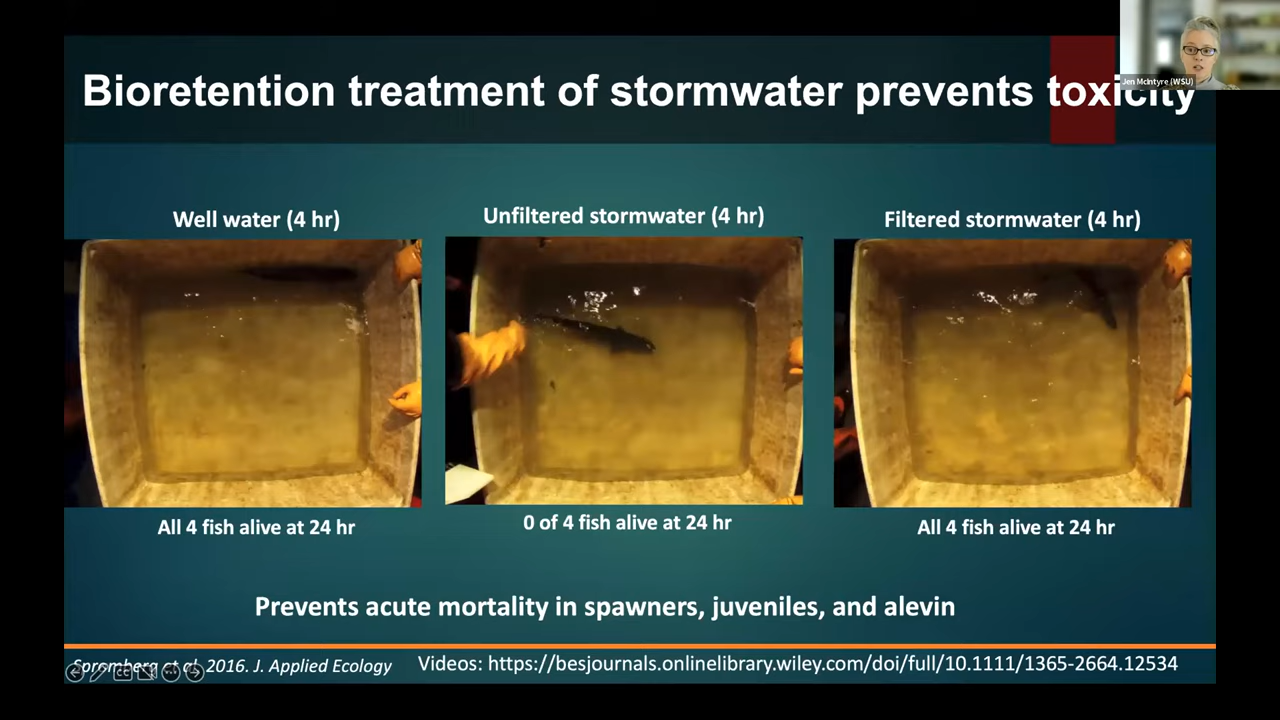 Bioretention treatment of stormwater prevents toxicity
Jen McIntyre (WSU)
Well water (4 hr)
Unfiltered stormwater (4 hr)
Filtered stormwater (4 hr)
All 4 fish alive at 24 hr
0 of 4 fish alive at 24 hr
All 4 fish alive at 24 hr
Prevents acute mortality in spawners, juveniles, and alevin
Spromberg et al. 2016. J. Applied Ecology
Videos: https://besjournals.onlinelibrary.wiley.com/doi/full/10.1111/1365-2664.12534